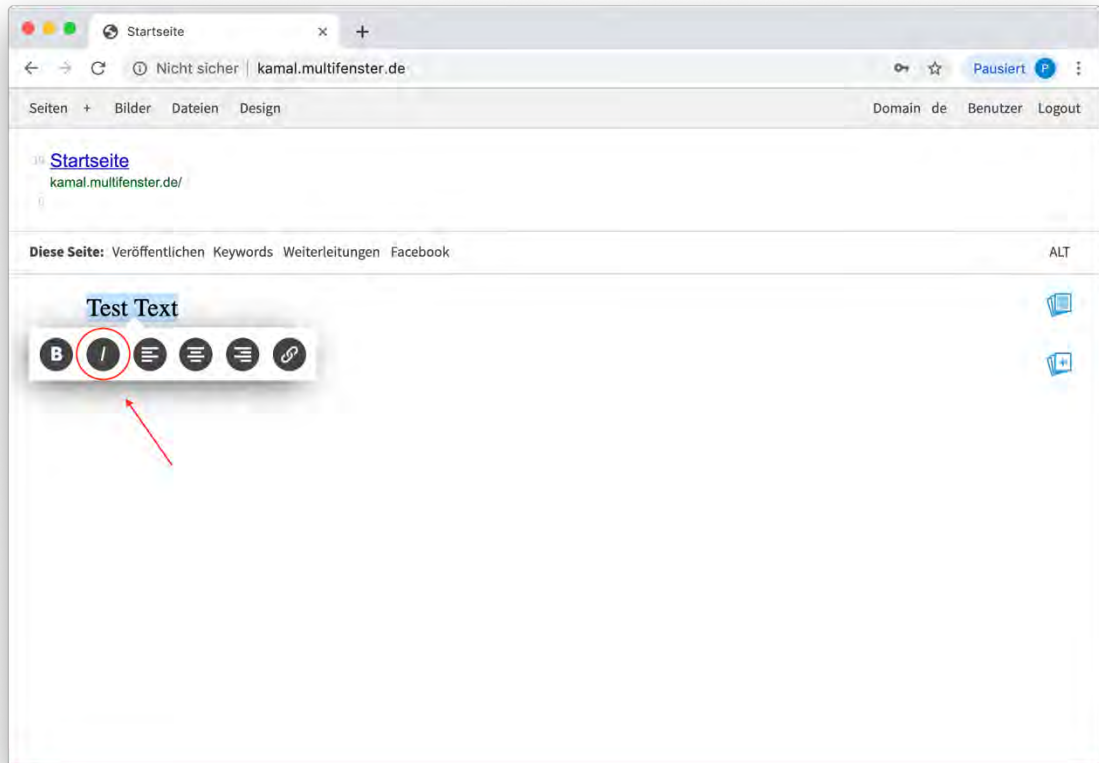 Startseite
Nicht sicher | kamal.multifenster.de
Pausiert P
Seiten + Bilder Dateien Design
Domain de Benutzer Logout
Startseite
kamal.multifenster.de/
Diese Seite: Veröffentlichen Keywords Weiterleitungen Facebook
ALT
Test Text
B I